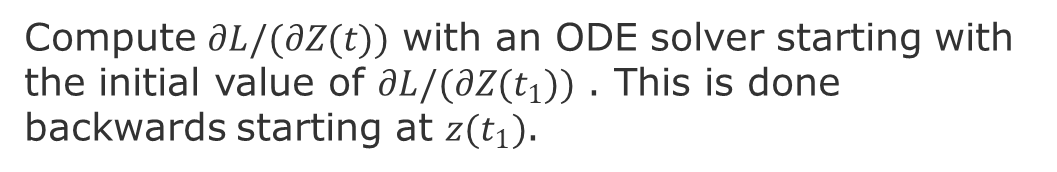 Compute ∂L/(∂Z(t)) with an ODE solver starting with
the initial value of ∂L/(∂Z(t₁)) . This is done
backwards starting at z(t₁).